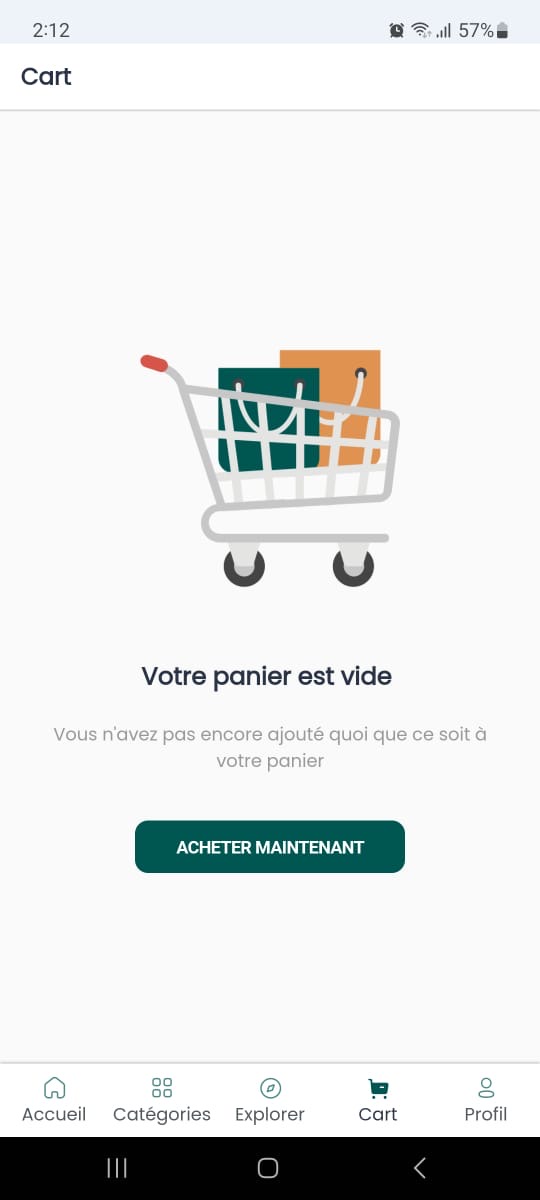 2:12
57%
Cart
Votre panier est vide
Vous n'avez pas encore ajouté quoi que ce soit à
votre panier
ACHETER MAINTENANT
Accueil Catégories Explorer Cart Profil